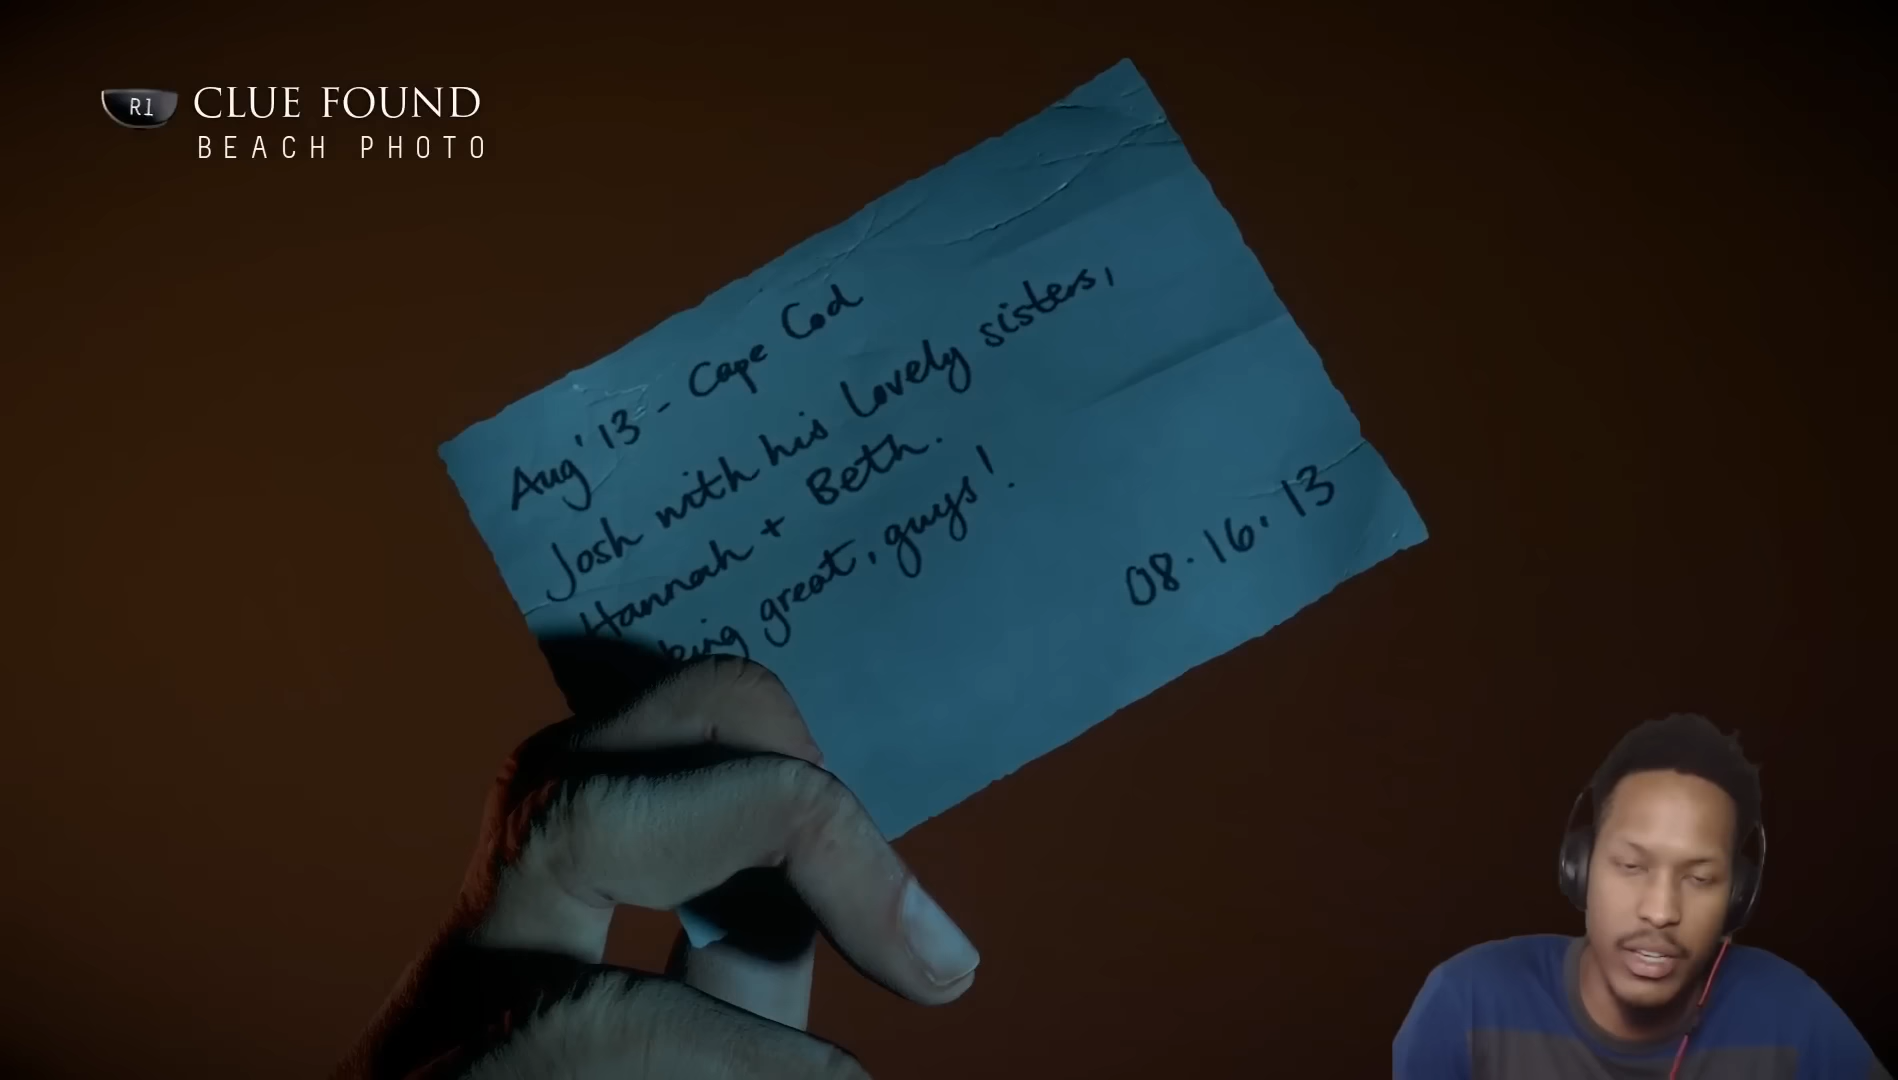 R1 CLUE FOUND
BEACH PHOTO
Aug '13 - Cape Cod
Josh with his lovely sisters,
Hannah + Beth.
king great, guys!
08.16.13